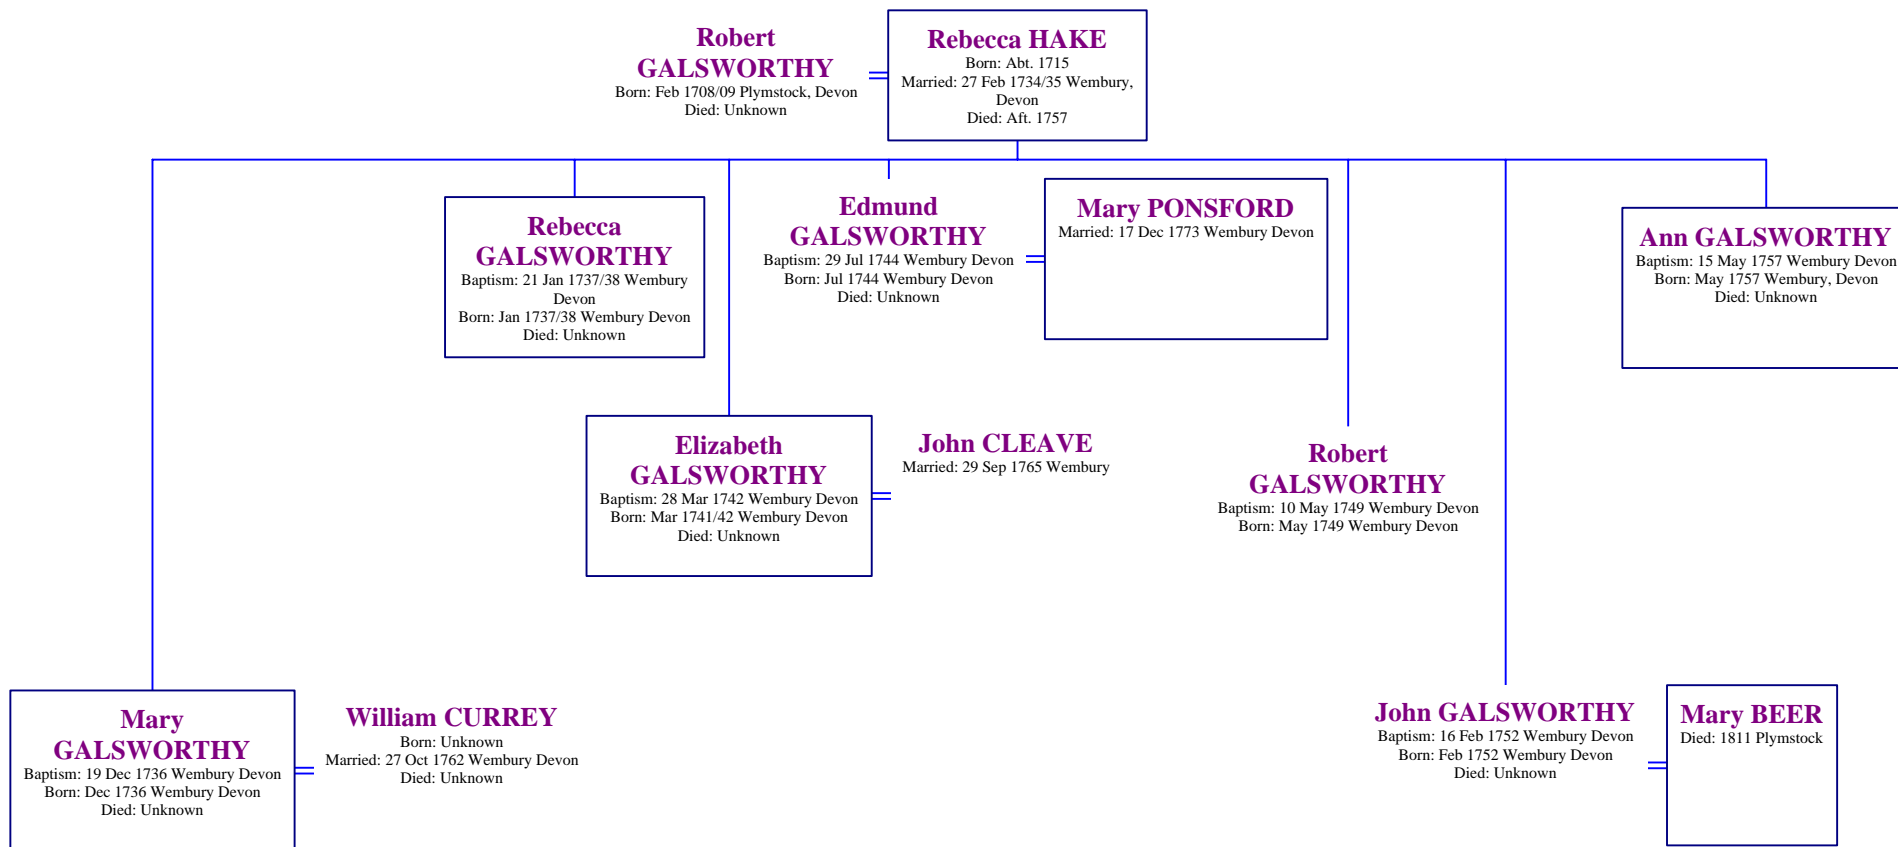 Robert
GALSWORTHY
Born: Feb 1708/09 Plymstock, Devon
Died: Unknown
Rebecca HAKE
Born: Abt. 1715
Married: 27 Feb 1734/35 Wembury,
Devon
Died: Aft. 1757
Rebecca
GALSWORTHY
Baptism: 21 Jan 1737/38 Wembury
Devon
Born: Jan 1737/38 Wembury Devon
Died: Unknown
Edmund
GALSWORTHY
Baptism: 29 Jul 1744 Wembury Devon
Born: Jul 1744 Wembury Devon
Died: Unknown
Mary PONSFORD
Married: 17 Dec 1773 Wembury Devon
Ann GALSWORTHY
Baptism: 15 May 1757 Wembury Devon
Born: May 1757 Wembury, Devon
Died: Unknown
Elizabeth
GALSWORTHY
Baptism: 28 Mar 1742 Wembury Devon
Born: Mar 1741/42 Wembury Devon
Died: Unknown
John CLEAVE
Married: 29 Sep 1765 Wembury
Robert
GALSWORTHY
Baptism: 10 May 1749 Wembury Devon
Born: May 1749 Wembury Devon
Mary
GALSWORTHY
Baptism: 19 Dec 1736 Wembury Devon
Born: Dec 1736 Wembury Devon
Died: Unknown
William CURREY
Born: Unknown
Married: 27 Oct 1762 Wembury Devon
Died: Unknown
John GALSWORTHY
Baptism: 16 Feb 1752 Wembury Devon
Born: Feb 1752 Wembury Devon
Died: Unknown
Mary BEER
Died: 1811 Plymstock